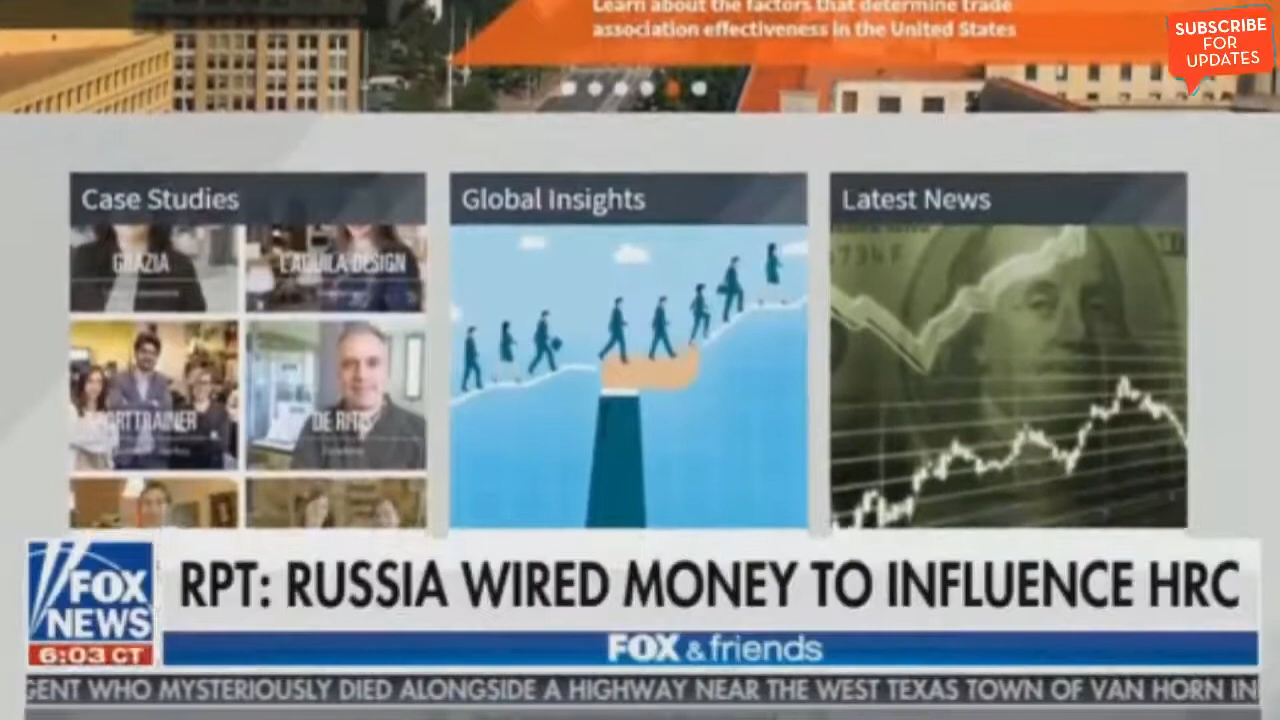 Learn about the factors that determine trade
association effectiveness in the United States
SUBSCRIBE
FOR
UPDATES
Case Studies
Global Insights
Latest News
GRAZIA
L'AQUILA DESIGN
SPORT TRAINER
DE RITIS
FOX
NEWS
6:03 CT
RPT: RUSSIA WIRED MONEY TO INFLUENCE HRC
FOX & friends
GENT WHO MYSTERIOUSLY DIED ALONGSIDE A HIGHWAY NEAR THE WEST TEXAS TOWN OF VAN HORN IN